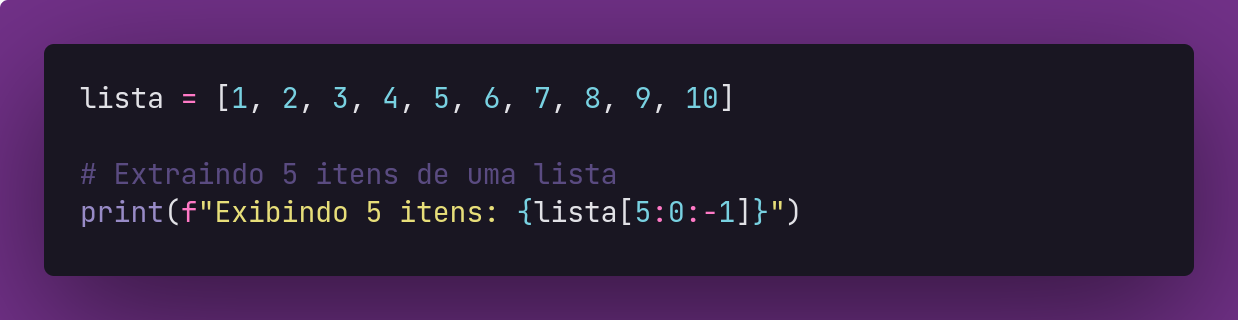 lista = [1, 2, 3, 4, 5, 6, 7, 8, 9, 10]
# Extraindo 5 itens de uma lista
print(f"Exibindo 5 itens: {lista[5:0:-1]}")